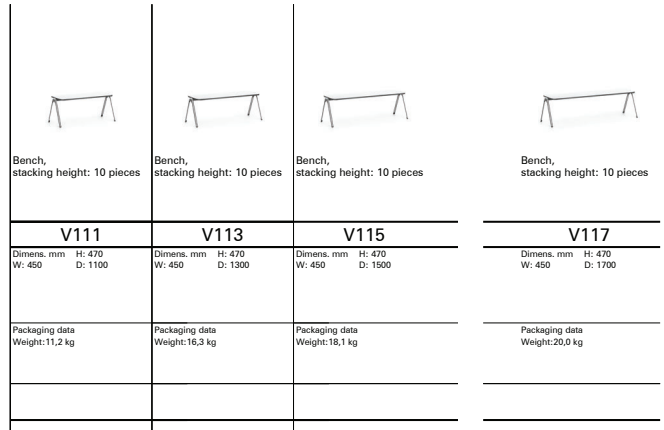 Bench,
stacking height: 10 pieces
Bench,
stacking height: 10 pieces
Bench,
stacking height: 10 pieces
Bench,
stacking height: 10 pieces
V111
V113
V115
V117
Dimens. mm H: 470
W: 450 D: 1100
Dimens. mm H: 470
W: 450 D: 1300
Dimens. mm H: 470
W: 450 D: 1500
Dimens. mm H: 470
W: 450 D: 1700
Packaging data
Weight:11,2 kg
Packaging data
Weight:16,3 kg
Packaging data
Weight:18,1 kg
Packaging data
Weight:20,0 kg